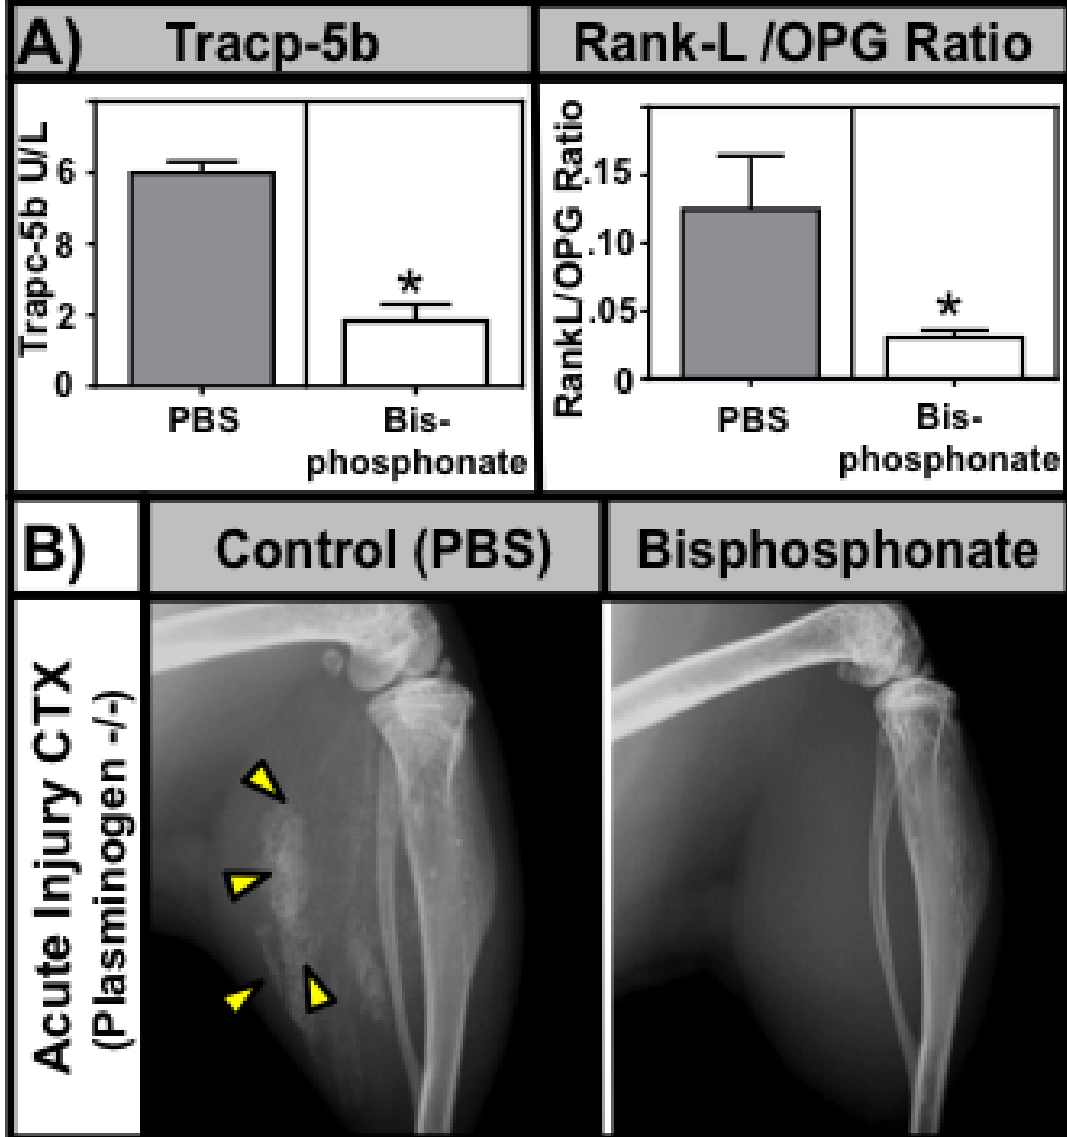 A)
Tracp-5b
Rank-L /OPG Ratio
Trapc-5b U/L
6
8
2
0
*
PBS
Bis-
phosphonate
RankL/OPG Ratio
.15
.10
.05
0
*
PBS
Bis-
phosphonate
B)
Control (PBS)
Bisphosphonate
Acute Injury CTX
(Plasminogen -/-)